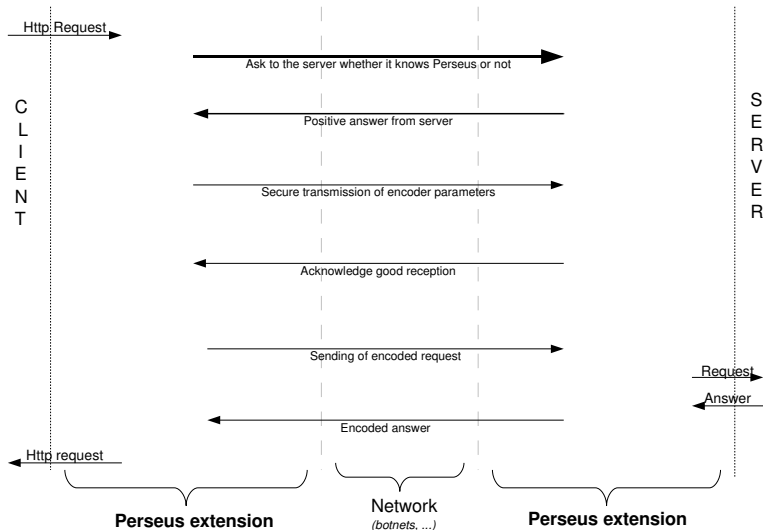 Http Request
Ask to the server whether it knows Perseus or not
Positive answer from server
CLIENT
SERVER
Secure transmission of encoder parameters
Acknowledge good reception
Sending of encoded request
Request
Answer
Encoded answer
Http request
Perseus extension
Network
(botnets, ...)
Perseus extension